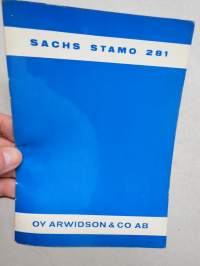 SACHS STAMO 281
OY ARWIDSON & CO AB